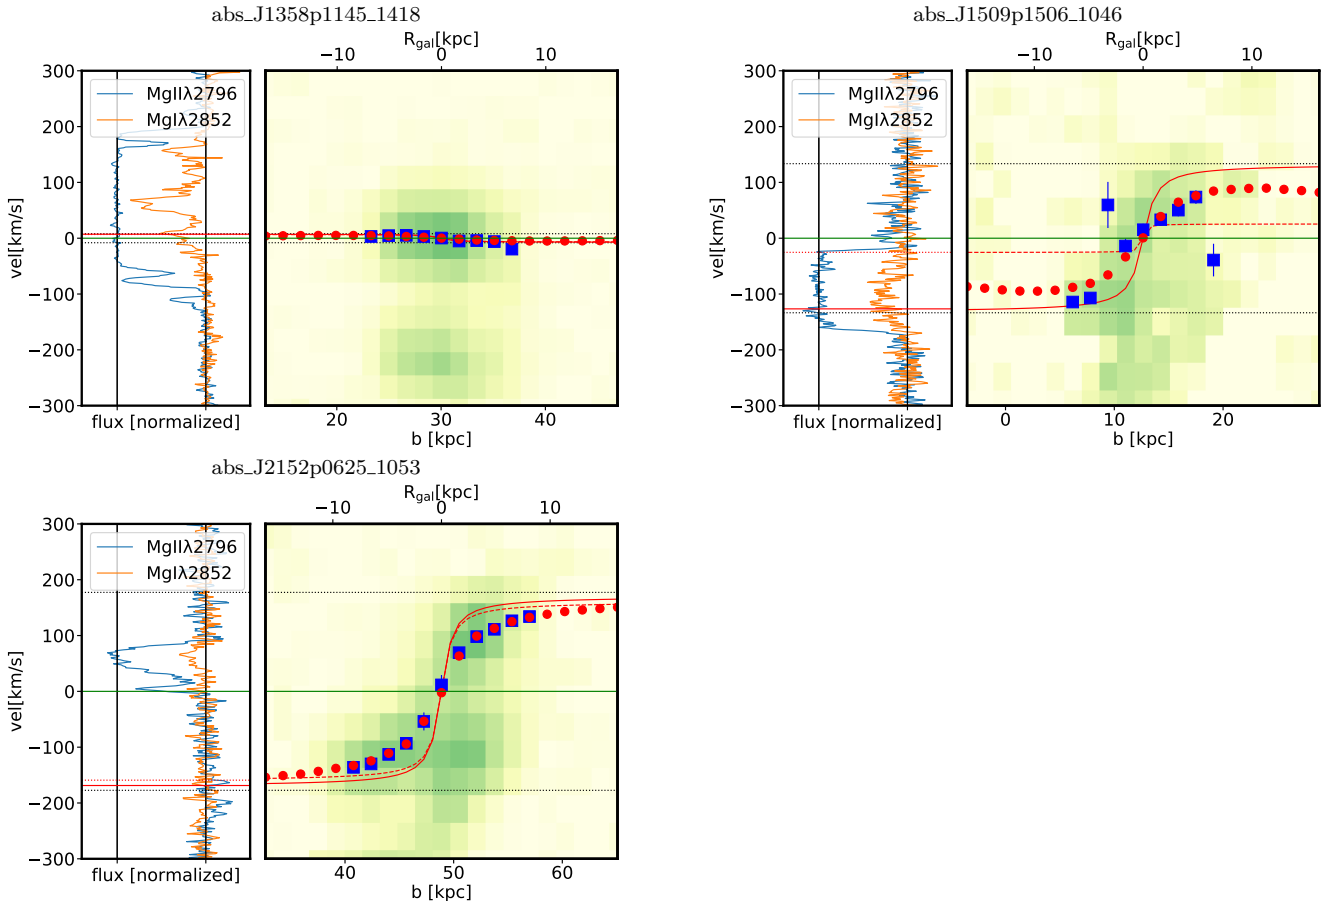 abs_J1358p1145_1418
R_gal[kpc]
−10 0 10
300
200
100
0
−100
−200
−300
vel[km/s]
MgIIλ2796
MgIλ2852
flux [normalized]
20 30 40
b [kpc]
abs_J1509p1506_1046
R_gal[kpc]
−10 0 10
300
200
100
0
−100
−200
−300
vel[km/s]
MgIIλ2796
MgIλ2852
flux [normalized]
0 10 20
b [kpc]
abs_J2152p0625_1053
R_gal[kpc]
−10 0 10
300
200
100
0
−100
−200
−300
vel[km/s]
MgIIλ2796
MgIλ2852
flux [normalized]
40 50 60
b [kpc]